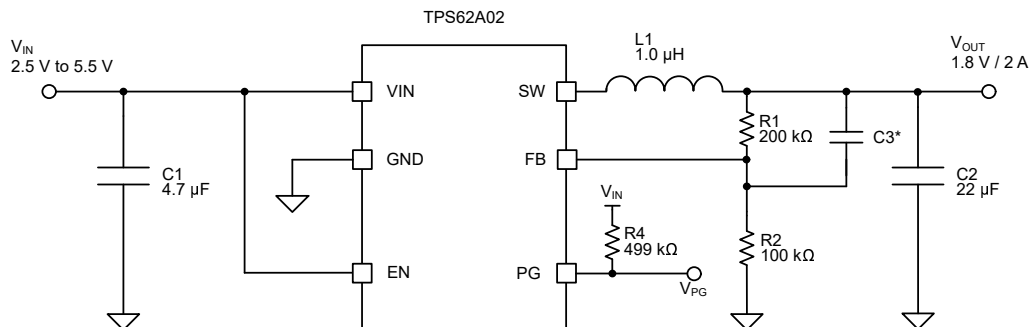 TPS62A02
VIN
2.5 V to 5.5 V
L1
1.0 µH
VOUT
1.8 V / 2 A
VIN
SW
R1
200 kΩ
C3*
GND
FB
C1
4.7 µF
C2
22 µF
VIN
R4
499 kΩ
R2
100 kΩ
EN
PG
VPG